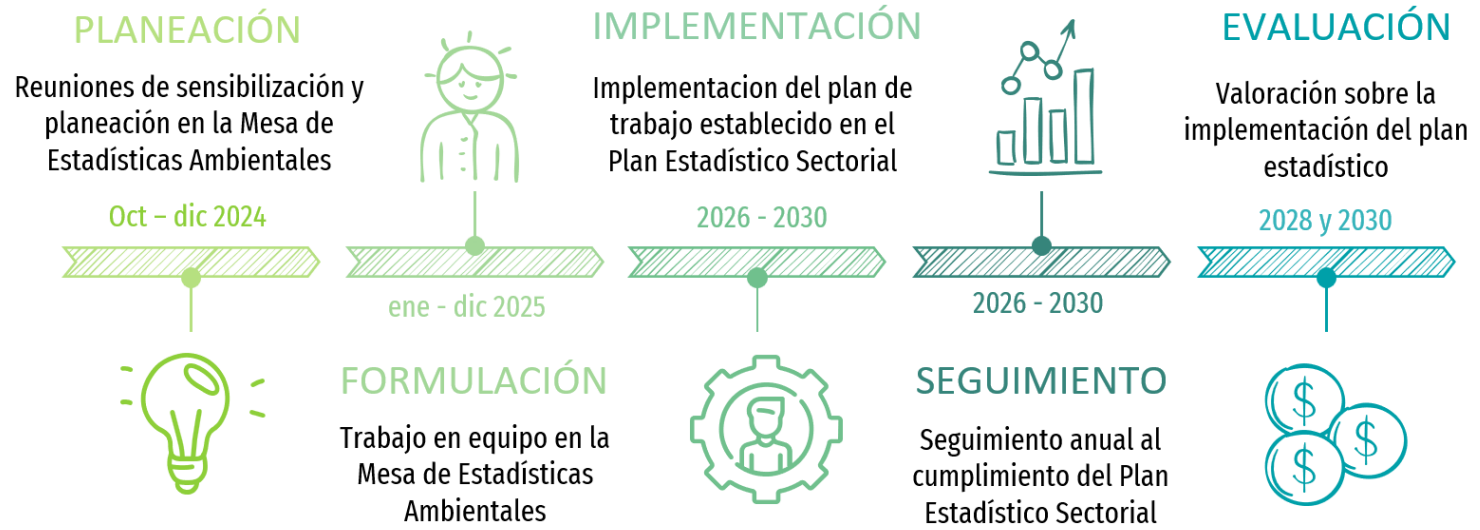 PLANEACIÓN
Reuniones de sensibilización y
planeación en la Mesa de
Estadísticas Ambientales
Oct – dic 2024
ene - dic 2025
FORMULACIÓN
Trabajo en equipo en la
Mesa de Estadísticas
Ambientales
IMPLEMENTACIÓN
Implementacion del plan de
trabajo establecido en el
Plan Estadístico Sectorial
2026 - 2030
2026 - 2030
SEGUIMIENTO
Seguimiento anual al
cumplimiento del Plan
Estadístico Sectorial
EVALUACIÓN
Valoración sobre la
implementación del plan
estadístico
2028 y 2030
$
$
$